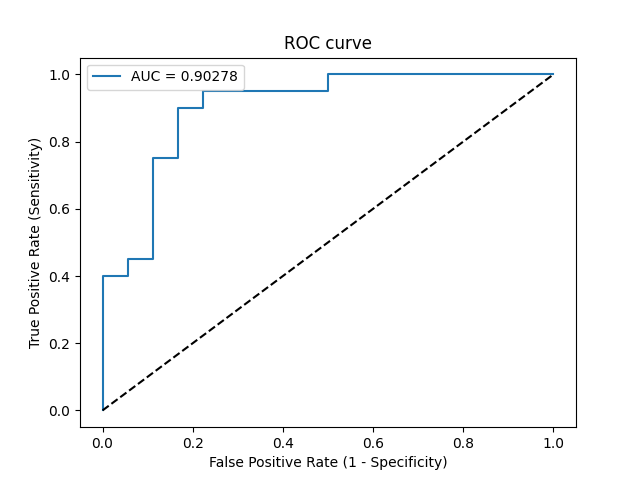 ROC curve
AUC = 0.90278
1.0
0.8
0.6
0.4
0.2
0.0
True Positive Rate (Sensitivity)
0.0 0.2 0.4 0.6 0.8 1.0
False Positive Rate (1 - Specificity)